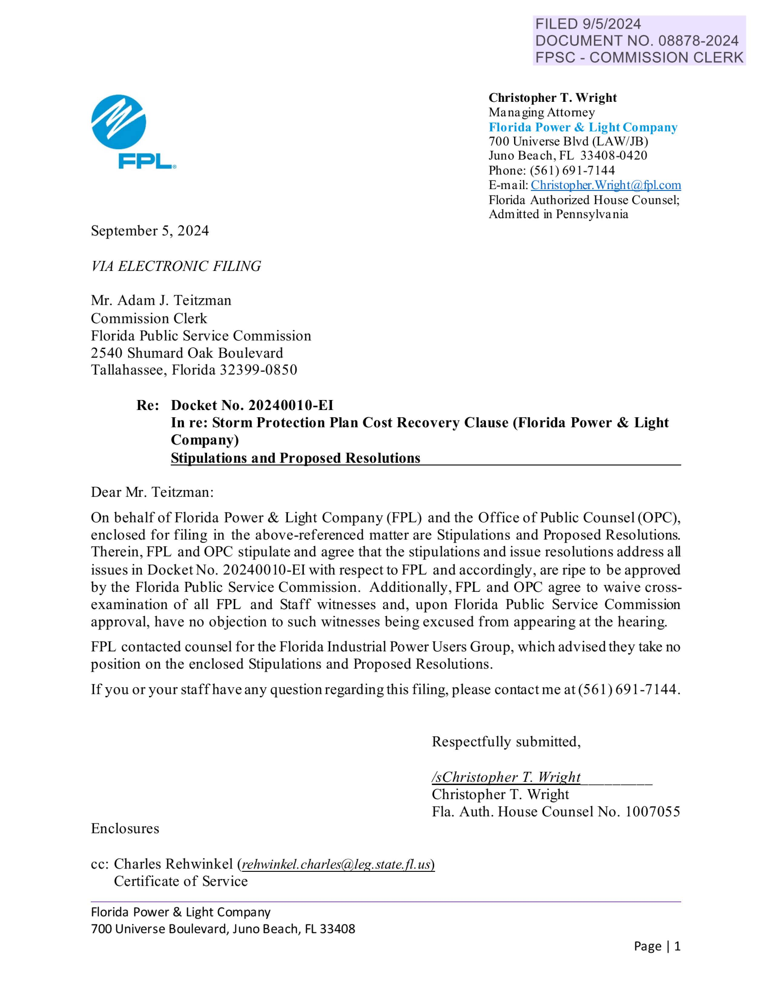 FILED 9/5/2024
DOCUMENT NO. 08878-2024
FPSC - COMMISSION CLERK
FPL®
Christopher T. Wright
Managing Attorney
Florida Power & Light Company
700 Universe Blvd (LAW/JB)
Juno Beach, FL 33408-0420
Phone: (561) 691-7144
E-mail: Christopher.Wright@fpl.com
Florida Authorized House Counsel;
Admitted in Pennsylvania
September 5, 2024
VIA ELECTRONIC FILING
Mr. Adam J. Teitzman
Commission Clerk
Florida Public Service Commission
2540 Shumard Oak Boulevard
Tallahassee, Florida 32399-0850
Re: Docket No. 20240010-EI
In re: Storm Protection Plan Cost Recovery Clause (Florida Power & Light
Company)
Stipulations and Proposed Resolutions
Dear Mr. Teitzman:
On behalf of Florida Power & Light Company (FPL) and the Office of Public Counsel (OPC),
enclosed for filing in the above-referenced matter are Stipulations and Proposed Resolutions.
Therein, FPL and OPC stipulate and agree that the stipulations and issue resolutions address all
issues in Docket No. 20240010-EI with respect to FPL and accordingly, are ripe to be approved
by the Florida Public Service Commission. Additionally, FPL and OPC agree to waive cross-
examination of all FPL and Staff witnesses and, upon Florida Public Service Commission
approval, have no objection to such witnesses being excused from appearing at the hearing.
FPL contacted counsel for the Florida Industrial Power Users Group, which advised they take no
position on the enclosed Stipulations and Proposed Resolutions.
If you or your staff have any question regarding this filing, please contact me at (561) 691-7144.
Respectfully submitted,
/sChristopher T. Wright
Christopher T. Wright
Fla. Auth. House Counsel No. 1007055
Enclosures
cc: Charles Rehwinkel (rehwinkel.charles@leg.state.fl.us)
Certificate of Service
Florida Power & Light Company
700 Universe Boulevard, Juno Beach, FL 33408
Page | 1